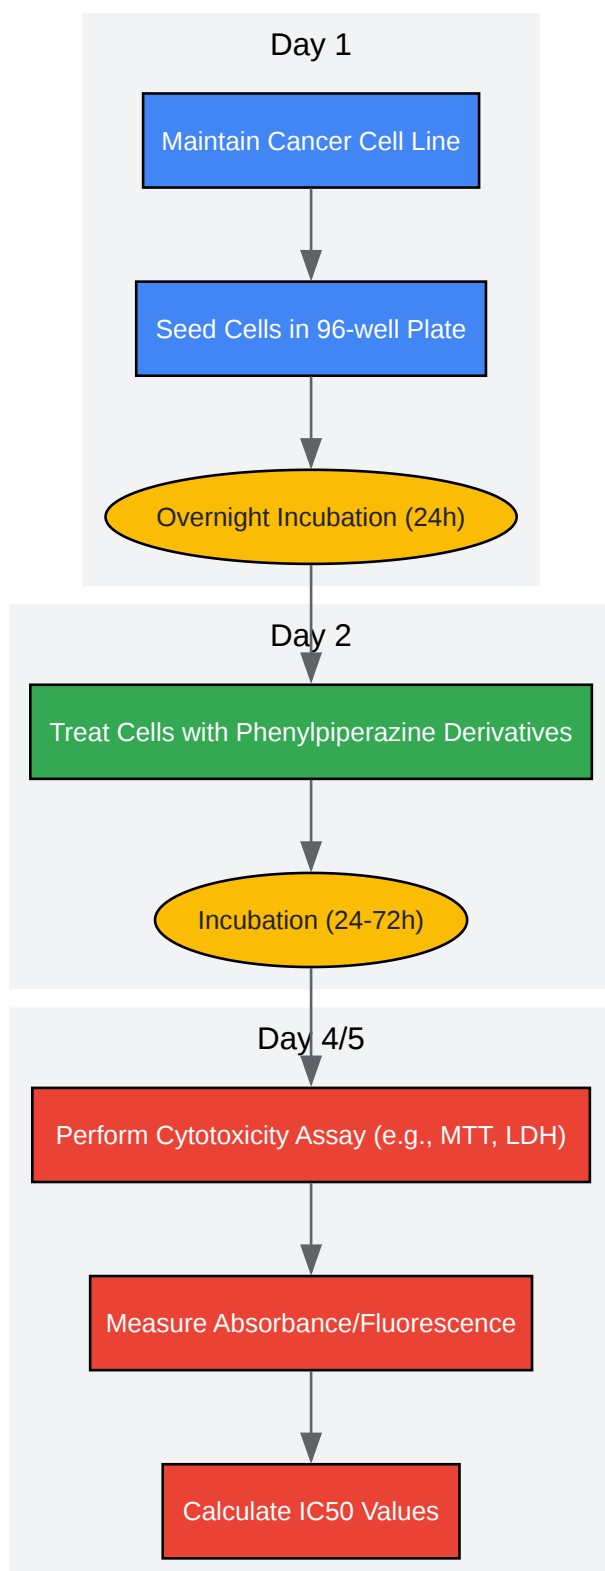 Day 1
Maintain Cancer Cell Line
Seed Cells in 96-well Plate
Overnight Incubation (24h)
Day 2
Treat Cells with Phenylpiperazine Derivatives
Incubation (24-72h)
Day 4/5
Perform Cytotoxicity Assay (e.g., MTT, LDH)
Measure Absorbance/Fluorescence
Calculate IC50 Values